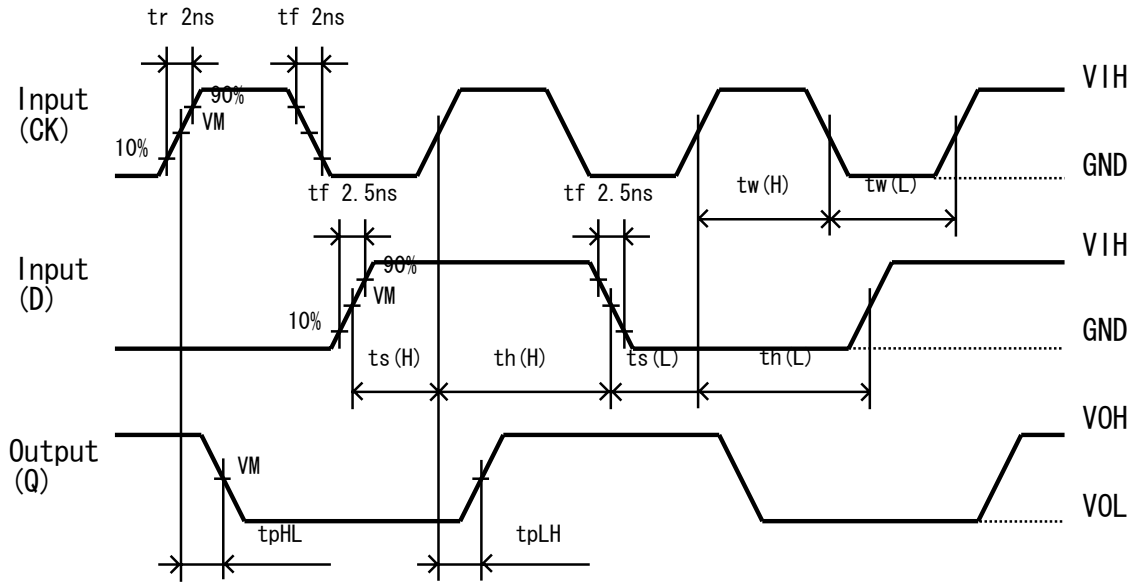 tr 2ns
tf 2ns
Input
(CK)
90%
VM
10%
VIH
GND
tw(H)
tw(L)
tf 2.5ns
tf 2.5ns
Input
(D)
90%
VM
10%
VIH
GND
ts(H)
th(H)
ts(L)
th(L)
Output
(Q)
VM
VOH
VOL
tpHL
tpLH